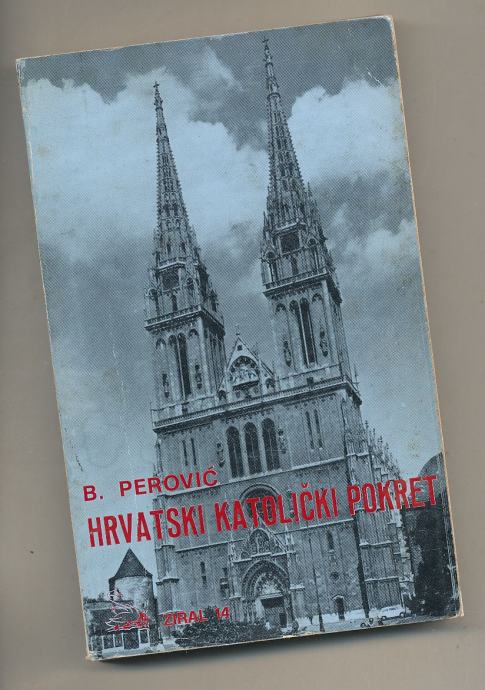 B. PEROVIĆ
HRVATSKI KATOLIČKI POKRET
ZIRAL 14